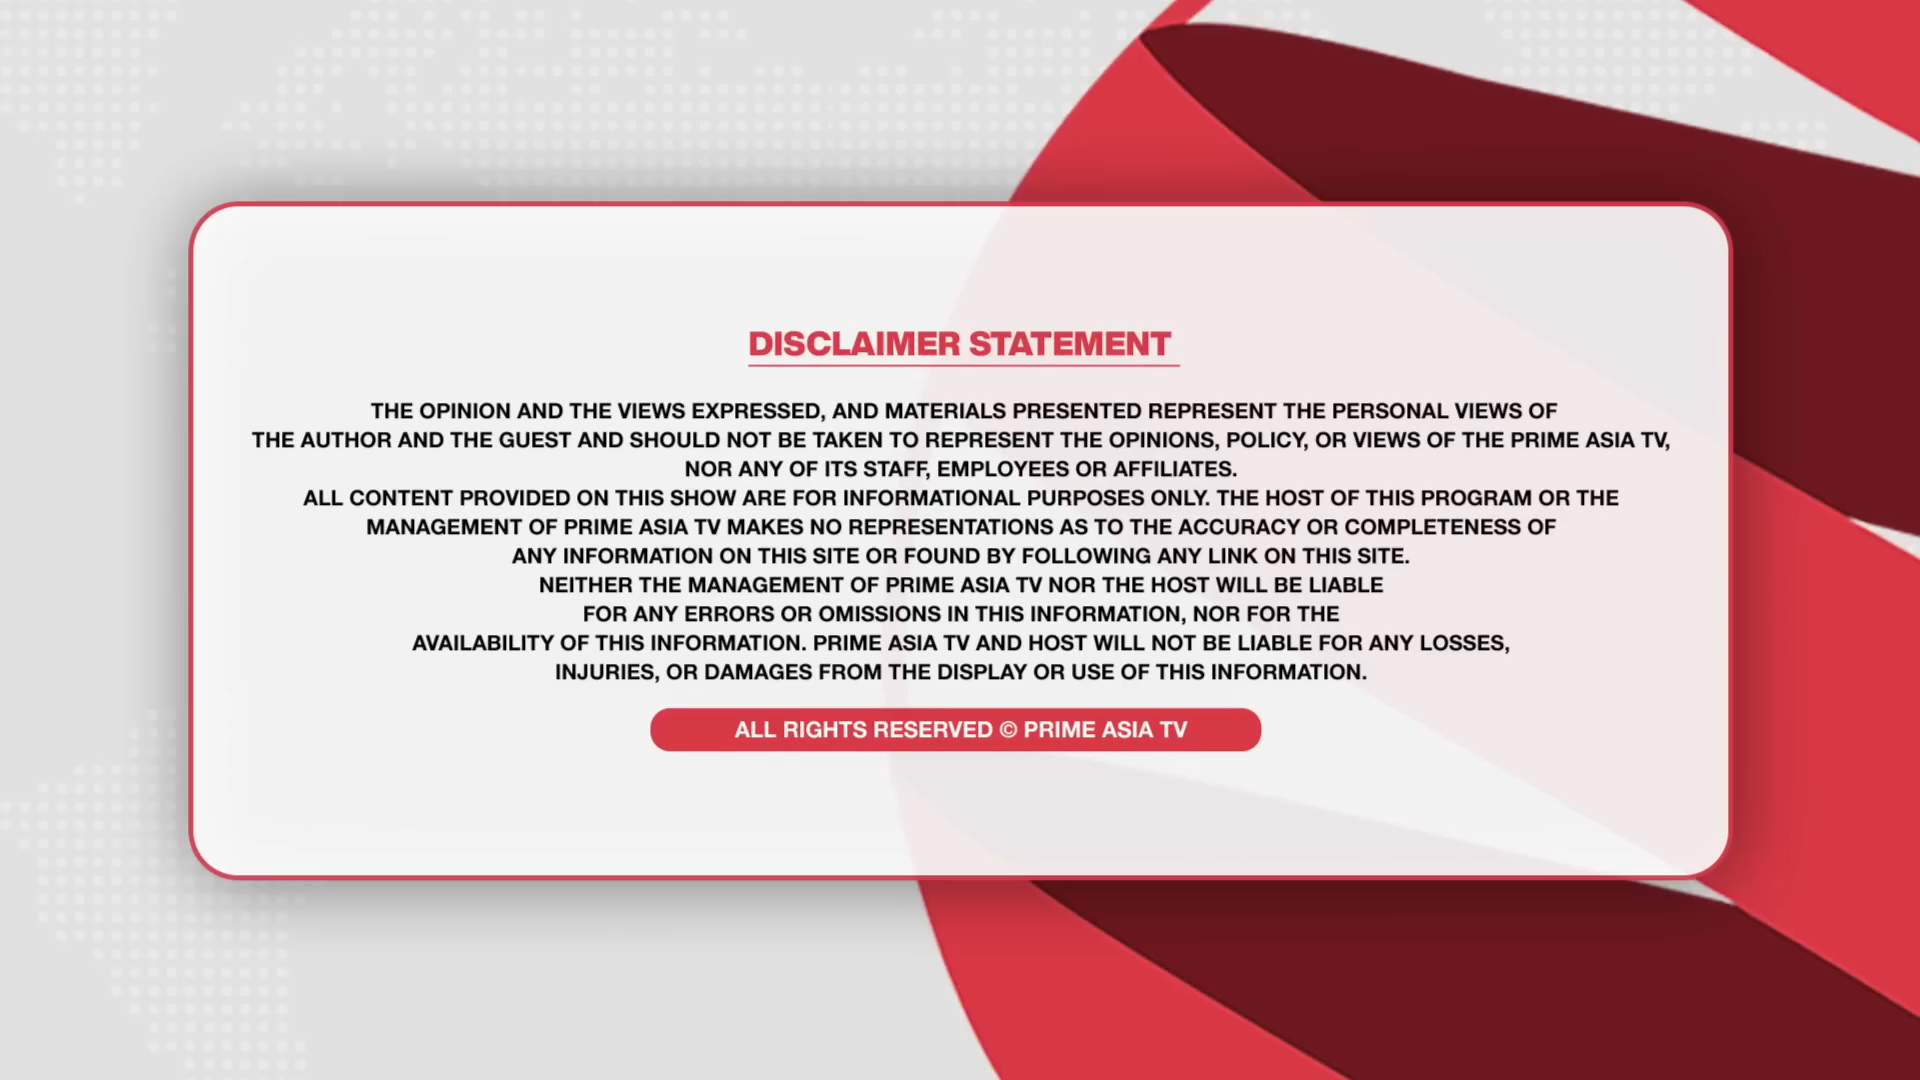 DISCLAIMER STATEMENT
THE OPINION AND THE VIEWS EXPRESSED, AND MATERIALS PRESENTED REPRESENT THE PERSONAL VIEWS OF
THE AUTHOR AND THE GUEST AND SHOULD NOT BE TAKEN TO REPRESENT THE OPINIONS, POLICY, OR VIEWS OF THE PRIME ASIA TV,
NOR ANY OF ITS STAFF, EMPLOYEES OR AFFILIATES.
ALL CONTENT PROVIDED ON THIS SHOW ARE FOR INFORMATIONAL PURPOSES ONLY. THE HOST OF THIS PROGRAM OR THE
MANAGEMENT OF PRIME ASIA TV MAKES NO REPRESENTATIONS AS TO THE ACCURACY OR COMPLETENESS OF
ANY INFORMATION ON THIS SITE OR FOUND BY FOLLOWING ANY LINK ON THIS SITE.
NEITHER THE MANAGEMENT OF PRIME ASIA TV NOR THE HOST WILL BE LIABLE
FOR ANY ERRORS OR OMISSIONS IN THIS INFORMATION, NOR FOR THE
AVAILABILITY OF THIS INFORMATION. PRIME ASIA TV AND HOST WILL NOT BE LIABLE FOR ANY LOSSES,
INJURIES, OR DAMAGES FROM THE DISPLAY OR USE OF THIS INFORMATION.
ALL RIGHTS RESERVED © PRIME ASIA TV